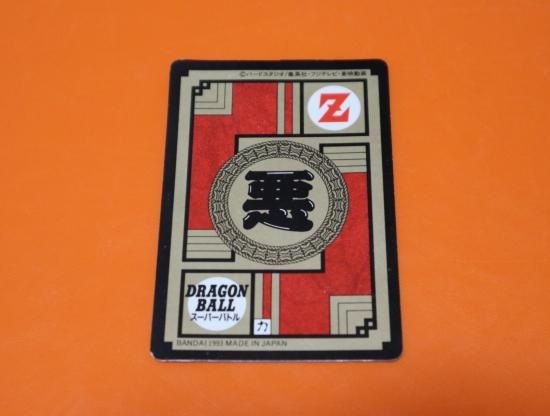 ©バードスタジオ/集英社・フジテレビ・東映動画
Z
悪
DRAGON
BALL
スーパーバトル
力
BANDAI 1993 MADE IN JAPAN